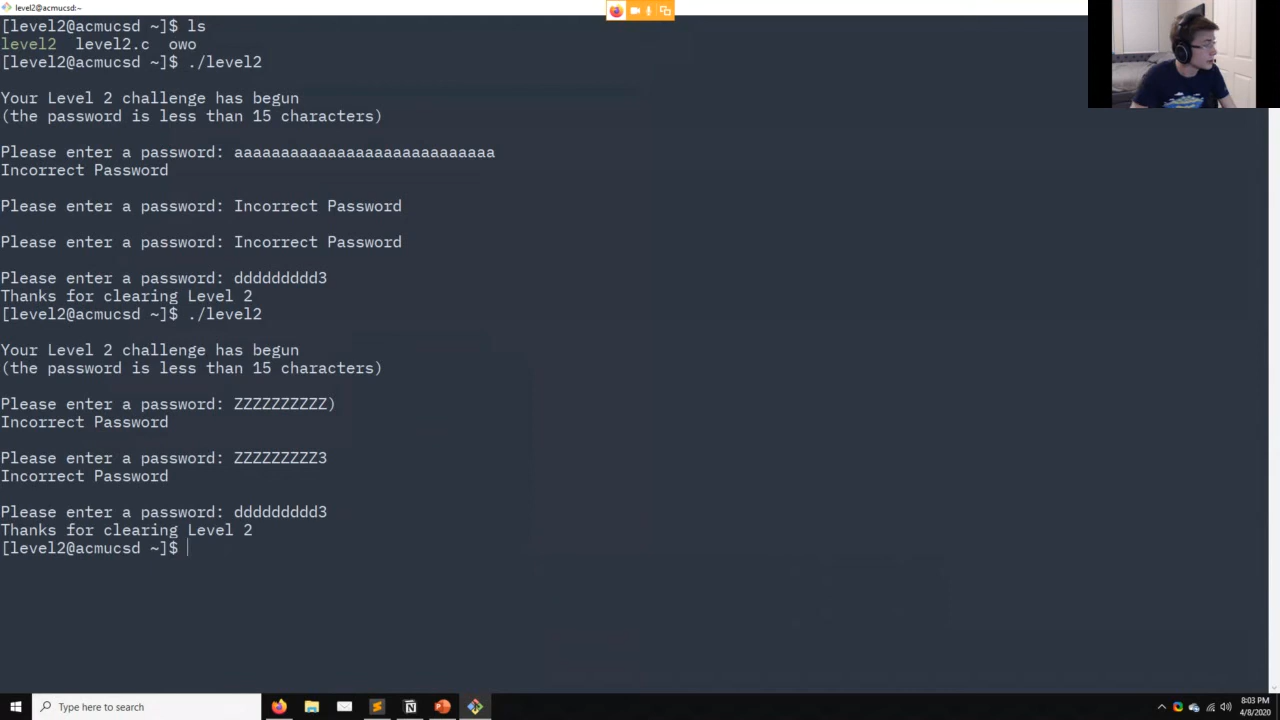 level2@acmucsd:~
[level2@acmucsd ~]$ ls
level2  level2.c  owo
[level2@acmucsd ~]$ ./level2
Your Level 2 challenge has begun
(the password is less than 15 characters)
Please enter a password: aaaaaaaaaaaaaaaaaaaaaaaaaaaa
Incorrect Password
Please enter a password: Incorrect Password
Please enter a password: Incorrect Password
Please enter a password: ddddddddd3
Thanks for clearing Level 2
[level2@acmucsd ~]$ ./level2
Your Level 2 challenge has begun
(the password is less than 15 characters)
Please enter a password: ZZZZZZZZZZ)
Incorrect Password
Please enter a password: ZZZZZZZZZ3
Incorrect Password
Please enter a password: ddddddddd3
Thanks for clearing Level 2
[level2@acmucsd ~]$
Type here to search
8:03 PM
4/8/2020